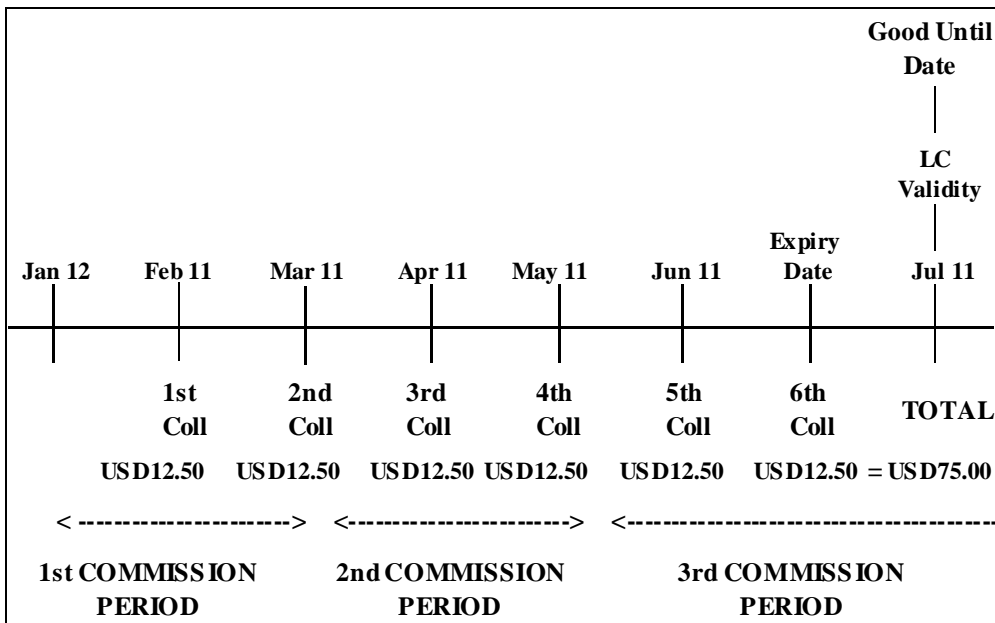 Good Until
Date
LC
Validity
Expiry
Date
Jan 12 Feb 11 Mar 11 Apr 11 May 11 Jun 11 Jul 11
1st 2nd 3rd 4th 5th 6th
Coll Coll Coll Coll Coll Coll
TOTAL
USD12.50 USD12.50 USD12.50 USD12.50 USD12.50 USD12.50 = USD75.00
1st COMMISSION 2nd COMMISSION 3rd COMMISSION
PERIOD PERIOD PERIOD